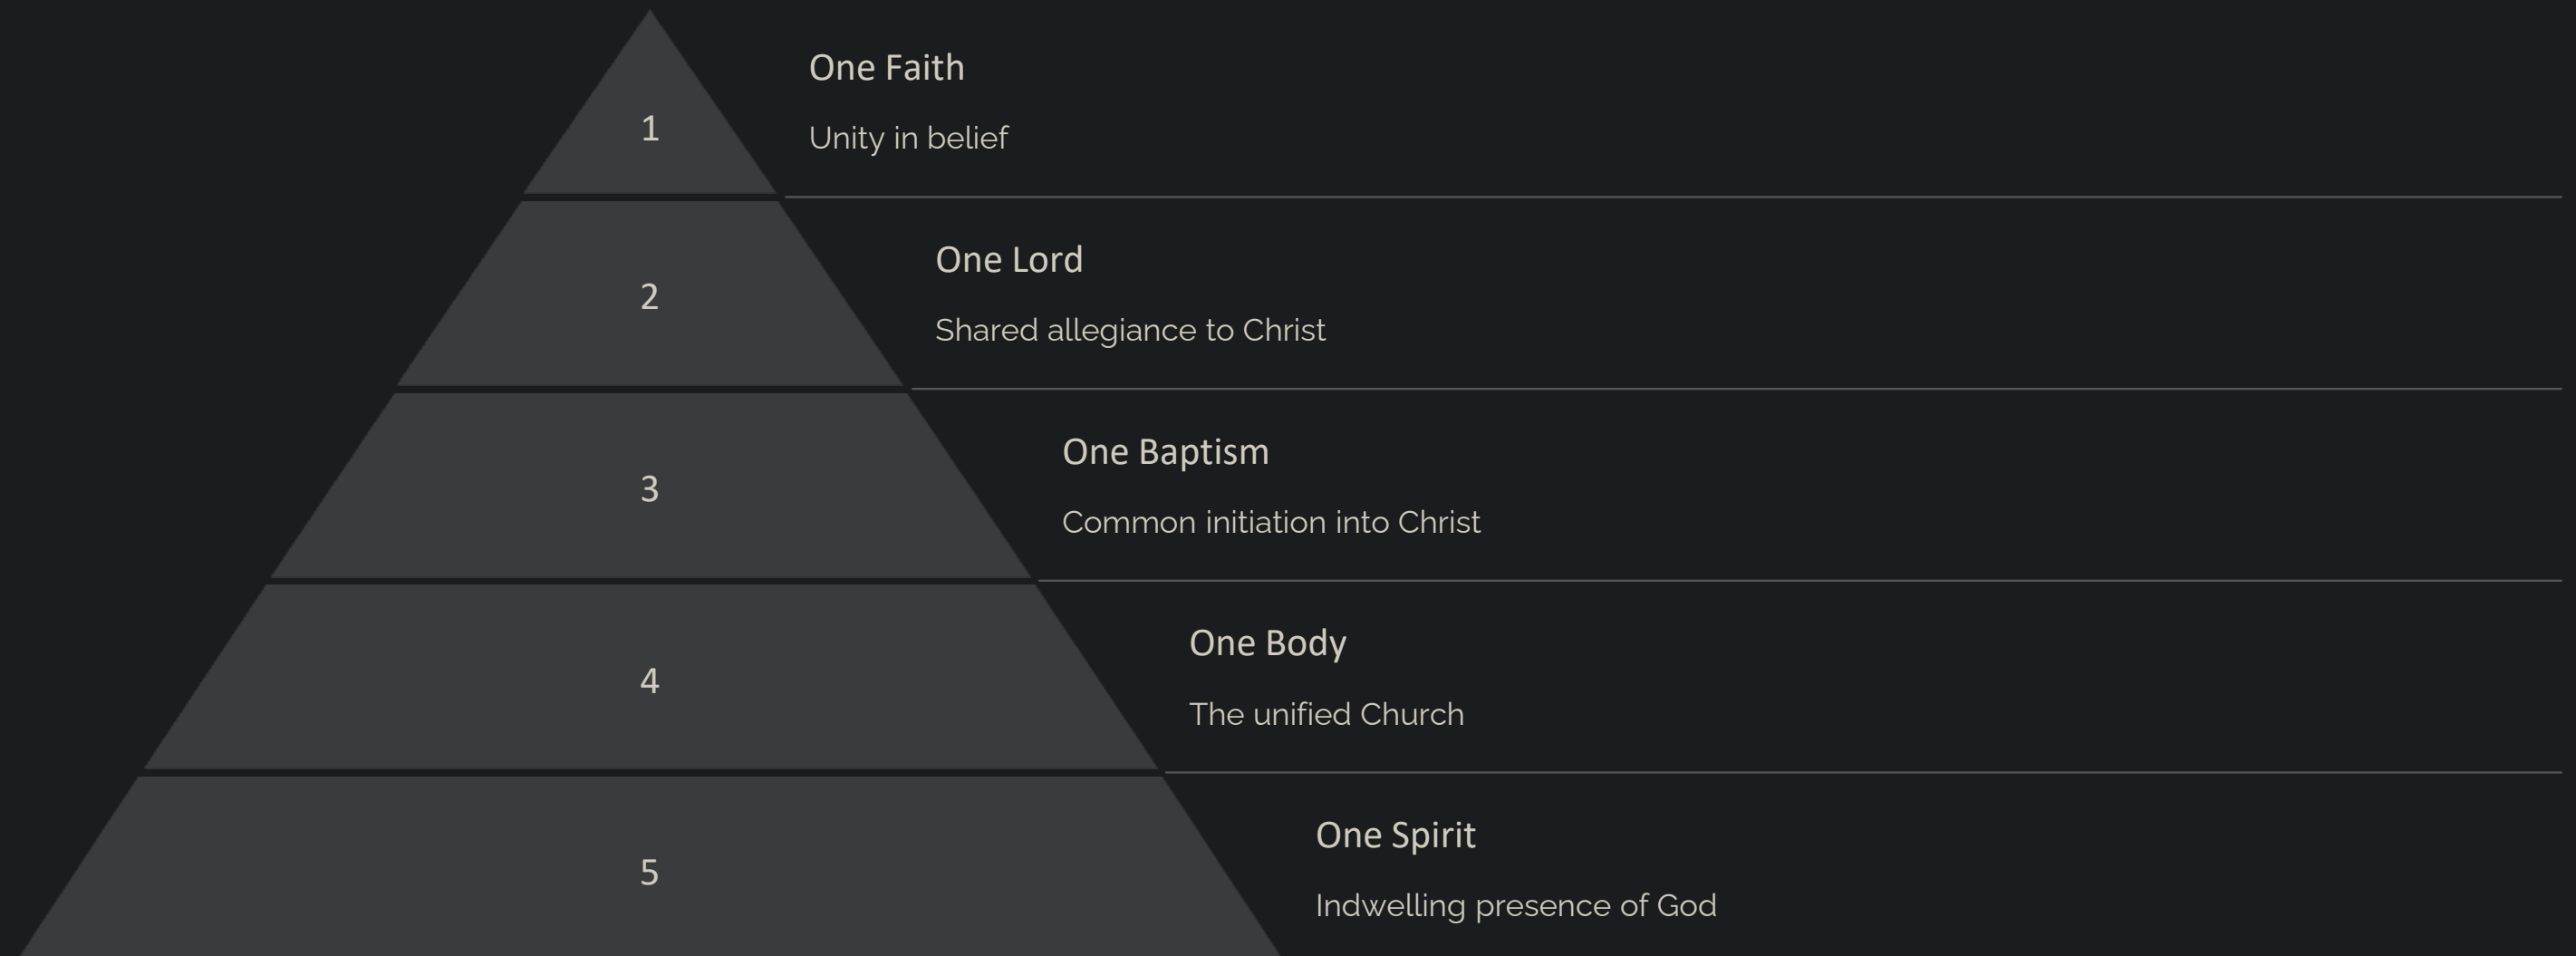 1
One Faith
Unity in belief
2
One Lord
Shared allegiance to Christ
3
One Baptism
Common initiation into Christ
4
One Body
The unified Church
5
One Spirit
Indwelling presence of God